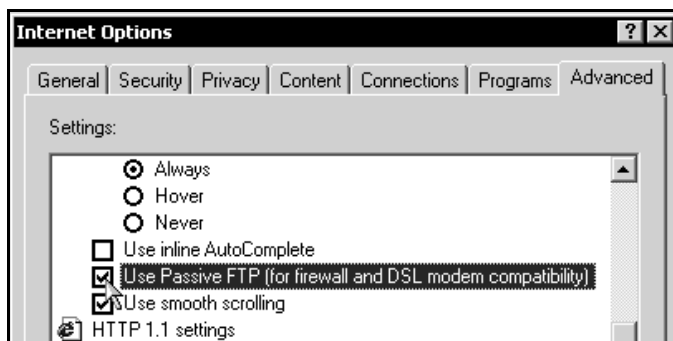 Internet Options
General Security Privacy Content Connections Programs Advanced
Settings:
Always
Hover
Never
Use inline AutoComplete
Use Passive FTP (for firewall and DSL modem compatibility)
Use smooth scrolling
HTTP 1.1 settings